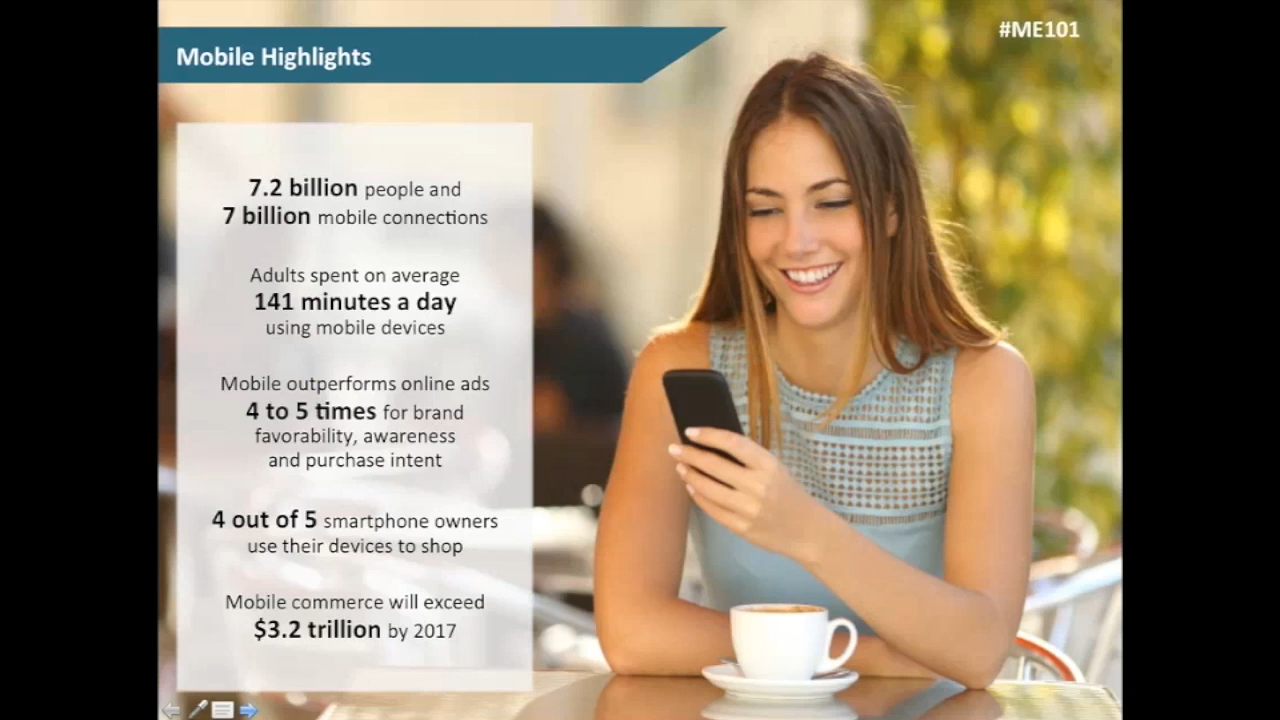 #ME101
Mobile Highlights
7.2 billion people and
7 billion mobile connections
Adults spent on average
141 minutes a day
using mobile devices
Mobile outperforms online ads
4 to 5 times for brand
favorability, awareness
and purchase intent
4 out of 5 smartphone owners
use their devices to shop
Mobile commerce will exceed
$3.2 trillion by 2017